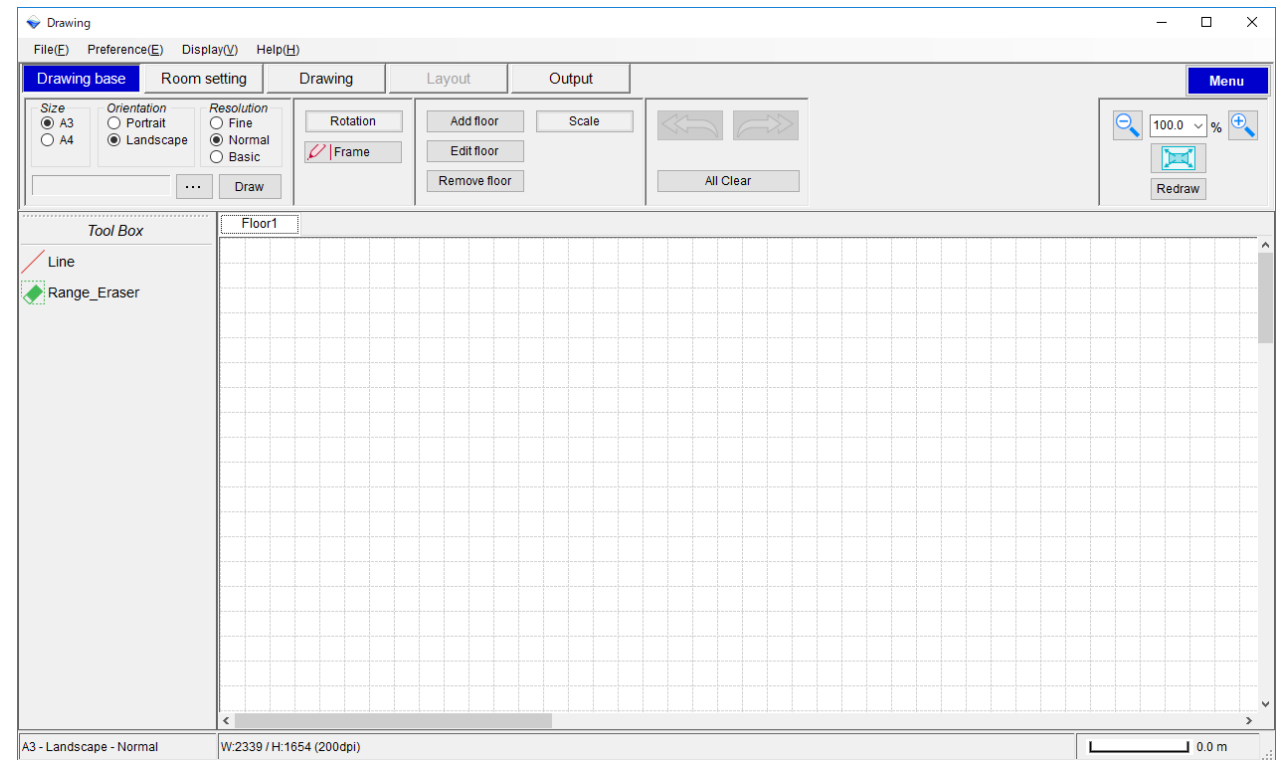 Drawing
File(F) Preference(E) Display(V) Help(H)
Drawing base Room setting Drawing Layout Output Menu
Size Orientation Resolution
A3 Portrait Fine
A4 Landscape Normal
Basic
... Draw
Rotation
Frame
Add floor Scale
Edit floor
Remove floor
All Clear
100.0 %
Redraw
Tool Box
Line
Range_Eraser
Floor1
A3 - Landscape - Normal W:2339 / H:1654 (200dpi) 0.0 m